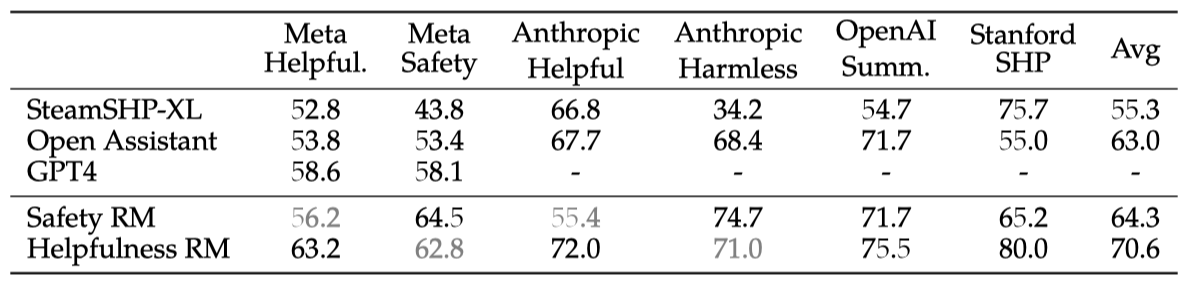 Meta Helpful. Meta Safety Anthropic Helpful Anthropic Harmless OpenAI Summ. Stanford SHP Avg
SteamSHP-XL 52.8 43.8 66.8 34.2 54.7 75.7 55.3
Open Assistant 53.8 53.4 67.7 68.4 71.7 55.0 63.0
GPT4 58.6 58.1 - - - - -
Safety RM 56.2 64.5 55.4 74.7 71.7 65.2 64.3
Helpfulness RM 63.2 62.8 72.0 71.0 75.5 80.0 70.6